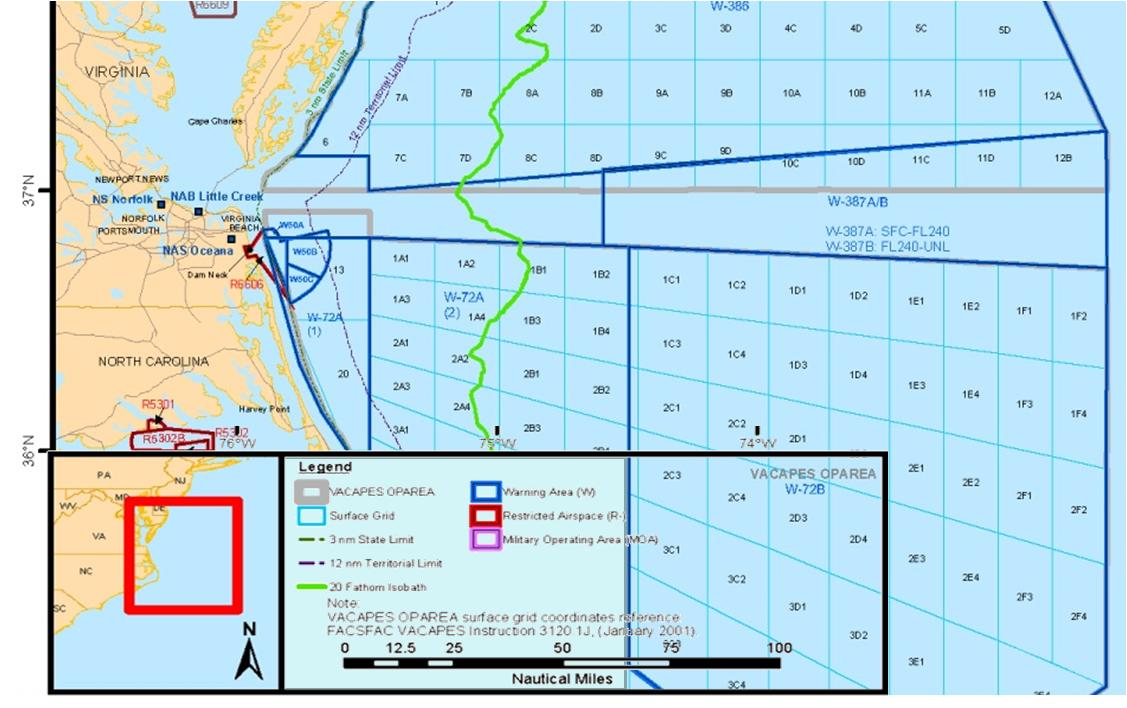 R6609
W-386
2C 2D 3C 3D 4C 4D 5C 5D
VIRGINIA
3 nm State Limit
12 nm Territorial Limit
7A 7B 8A 8B 9A 9B 10A 10B 11A 11B 12A
Cape Charles
6
7C 7D 8C 8D 9C 9D 10C 10D 11C 11D 12B
NEWPORT NEWS
37°N
NS Norfolk
NAB Little Creek
NORFOLK
VIRGINIA
BEACH
PORTSMOUTH
W-387A/B
W-387A: SFC-FL240
W-387B: FL240-UNL
W50A
W50B
W50C
NAS Oceana
Dam Neck
R6606
13
1A1 1A2 1B1 1B2 1C1 1C2 1D1 1D2 1E1 1E2 1F1 1F2
W-72A
(2)
W-72A
(1)
1A3 1A4 1B3 1B4 1C3 1C4 1D3 1D4 1E3 1E4 1F3 1F4
NORTH CAROLINA
20
2A1 2A2 2B1 2B2 2C1 2C2 2D1
2A3 2A4 2B3
3A1
Harvey Point
R5301
R5302B
R5302
76°W
75°W
74°W
36°N
2C3 2C4 2D3 2D4 2E1 2E2 2F1 2F2
VACAPES OPAREA
W-72B
3C1 3C2 3D1 3D2 2E3 2E4 2F3 2F4
3E1
3C4
PA
NJ
MD
DE
WV
VA
NC
SC
N
Legend
VACAPES OPAREA
Warning Area (W)
Surface Grid
Restricted Airspace (R-)
3 nm State Limit
Military Operating Area (MOA)
12 nm Territorial Limit
20 Fathom Isobath
Note:
VACAPES OPAREA surface grid coordinates reference
FACSFAC VACAPES Instruction 3120.1J, (January 2001).
0 12.5 25 50 75 100
Nautical Miles